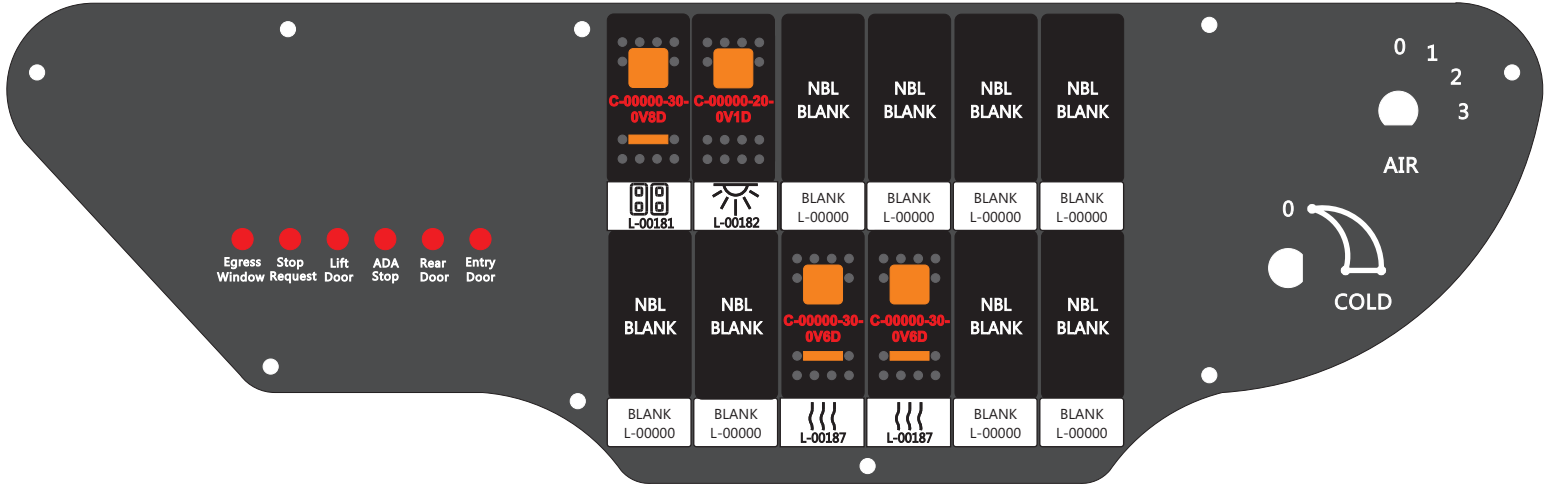 0
1
2
3
AIR
0
COLD
Egress
Window
Stop
Request
Lift
Door
ADA
Stop
Rear
Door
Entry
Door
C-00000-30-
0V8D
C-00000-20-
0V1D
NBL
BLANK
NBL
BLANK
NBL
BLANK
NBL
BLANK
L-00181
L-00182
BLANK
L-00000
BLANK
L-00000
BLANK
L-00000
BLANK
L-00000
NBL
BLANK
NBL
BLANK
C-00000-30-
0V6D
C-00000-30-
0V6D
NBL
BLANK
NBL
BLANK
BLANK
L-00000
BLANK
L-00000
L-00187
L-00187
BLANK
L-00000
BLANK
L-00000